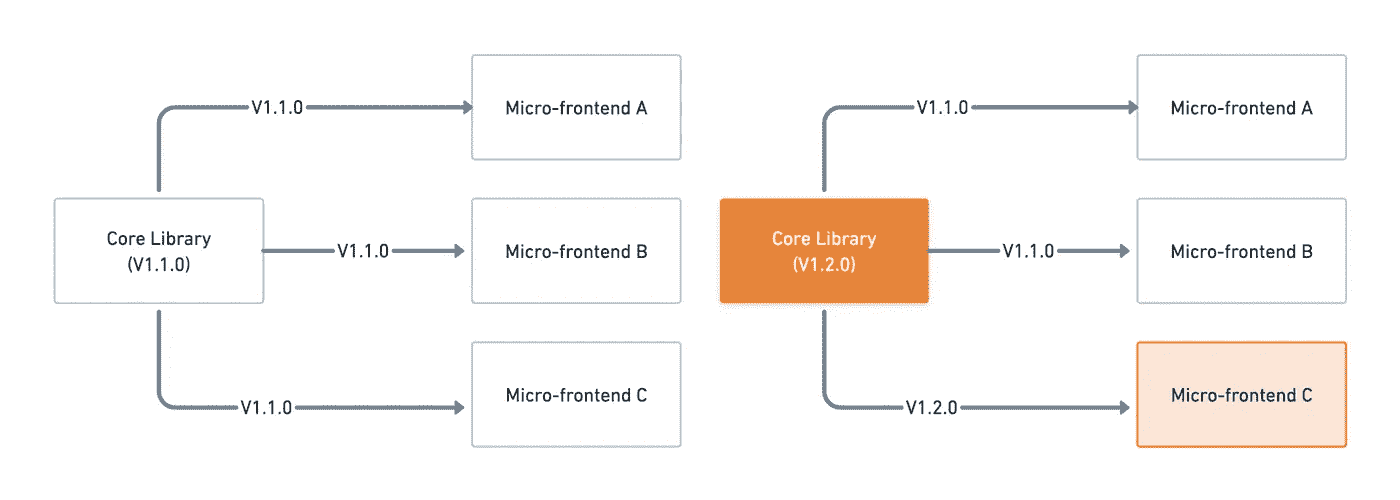 V1.1.0
Micro-frontend A
Core Library
(V1.1.0)
V1.1.0
Micro-frontend B
V1.1.0
Micro-frontend C
V1.1.0
Micro-frontend A
Core Library
(V1.2.0)
V1.1.0
Micro-frontend B
V1.2.0
Micro-frontend C